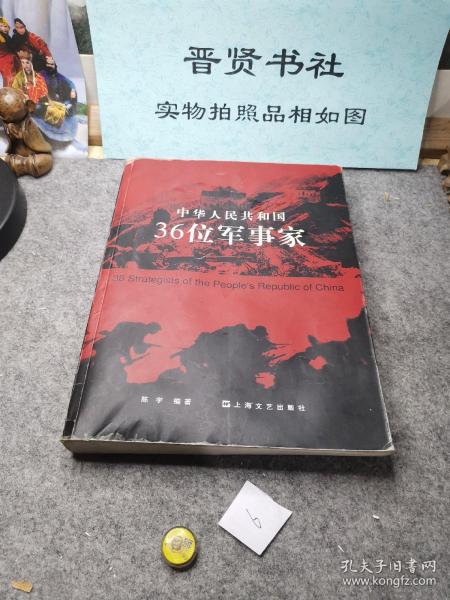 晋贤书社
实物拍照品相如图
中华人民共和国
36位军事家
36 Strategists of the People's Republic of China
陈宇 编著
上海文艺出版社
6
孔夫子旧书网
www.kongfz.com